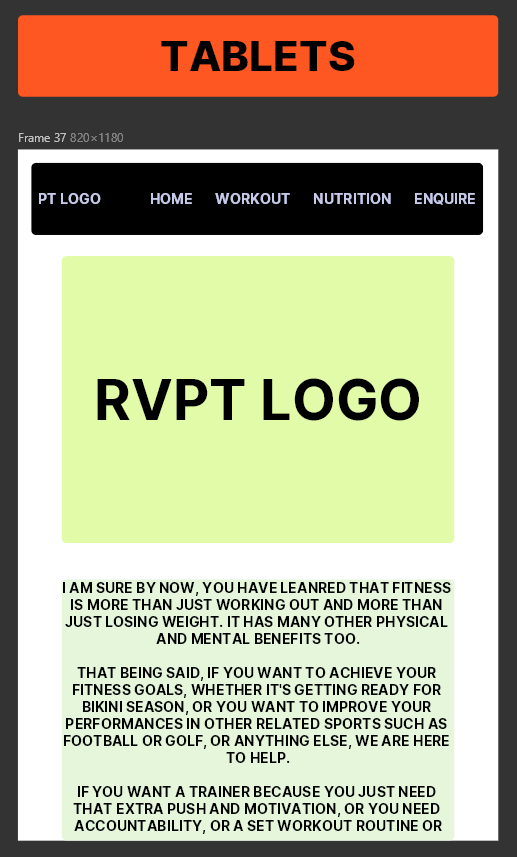 TABLETS
Frame 37 820×1180
PT LOGO HOME WORKOUT NUTRITION ENQUIRE
RVPT LOGO
I AM SURE BY NOW, YOU HAVE LEANRED THAT FITNESS
IS MORE THAN JUST WORKING OUT AND MORE THAN
JUST LOSING WEIGHT. IT HAS MANY OTHER PHYSICAL
AND MENTAL BENEFITS TOO.
THAT BEING SAID, IF YOU WANT TO ACHIEVE YOUR
FITNESS GOALS, WHETHER IT'S GETTING READY FOR
BIKINI SEASON, OR YOU WANT TO IMPROVE YOUR
PERFORMANCES IN OTHER RELATED SPORTS SUCH AS
FOOTBALL OR GOLF, OR ANYTHING ELSE, WE ARE HERE
TO HELP.
IF YOU WANT A TRAINER BECAUSE YOU JUST NEED
THAT EXTRA PUSH AND MOTIVATION, OR YOU NEED
ACCOUNTABILITY, OR A SET WORKOUT ROUTINE OR